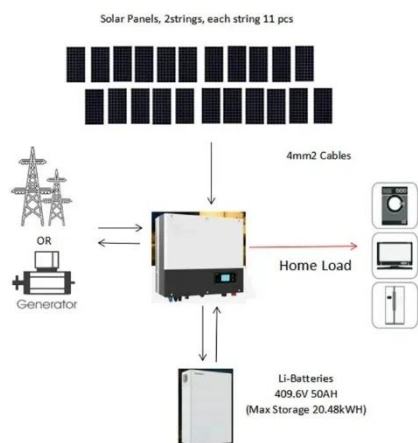 Solar Panels, 2strings, each string 11 pcs
4mm2 Cables
OR
Generator
Home Load
Li-Batteries
409.6V 50AH
(Max Storage 20.48kWH)